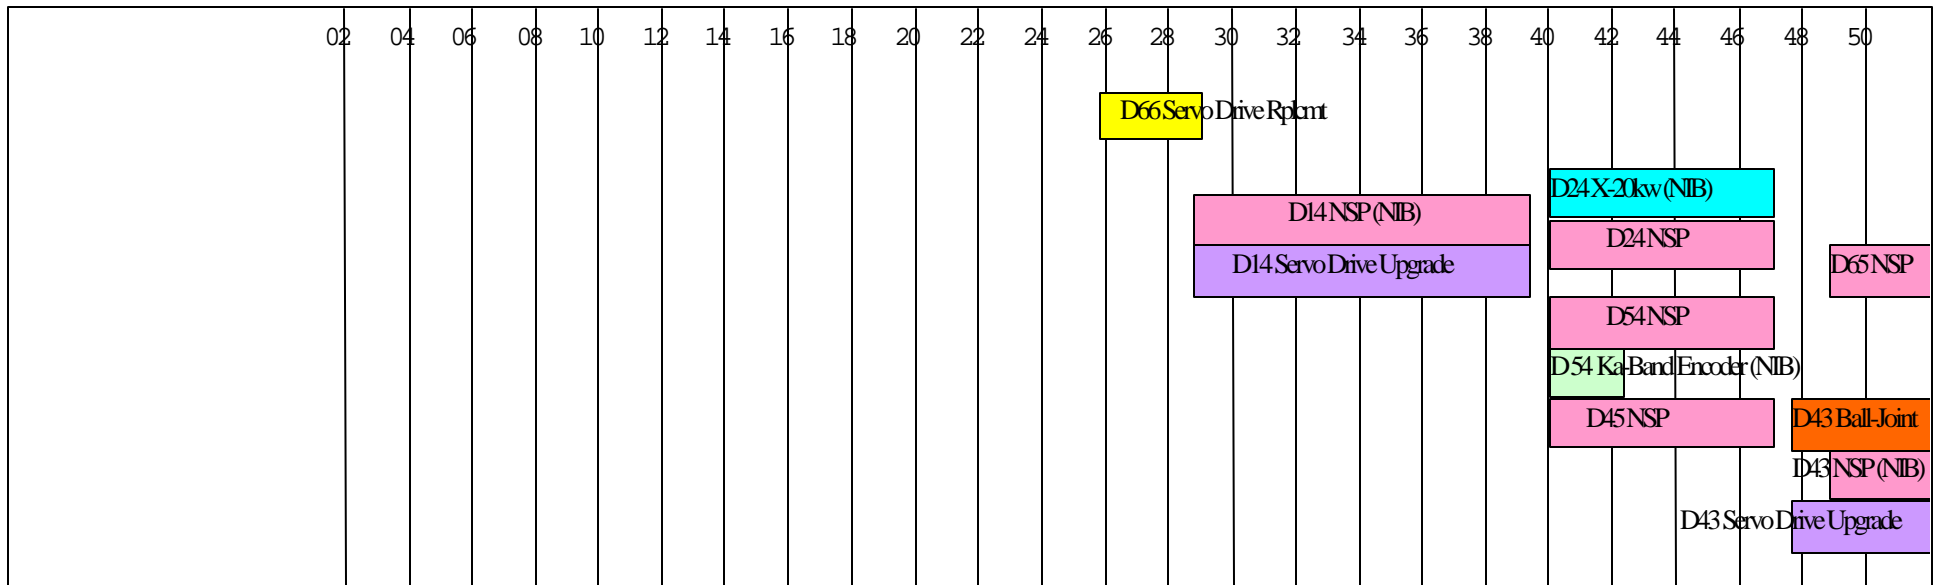 02 04 06 08 10 12 14 16 18 20 22 24 26 28 30 32 34 36 38 40 42 44 46 48 50
D66 Servo Drive Rplcmt
D24 X-20kw (NIB)
D14 NSP (NIB)
D24 NSP
D14 Servo Drive Upgrade
D65 NSP
D54 NSP
D54 Ka-Band Encoder (NIB)
D45 NSP
D43 Ball-Joint
D43 NSP (NIB)
D43 Servo Drive Upgrade